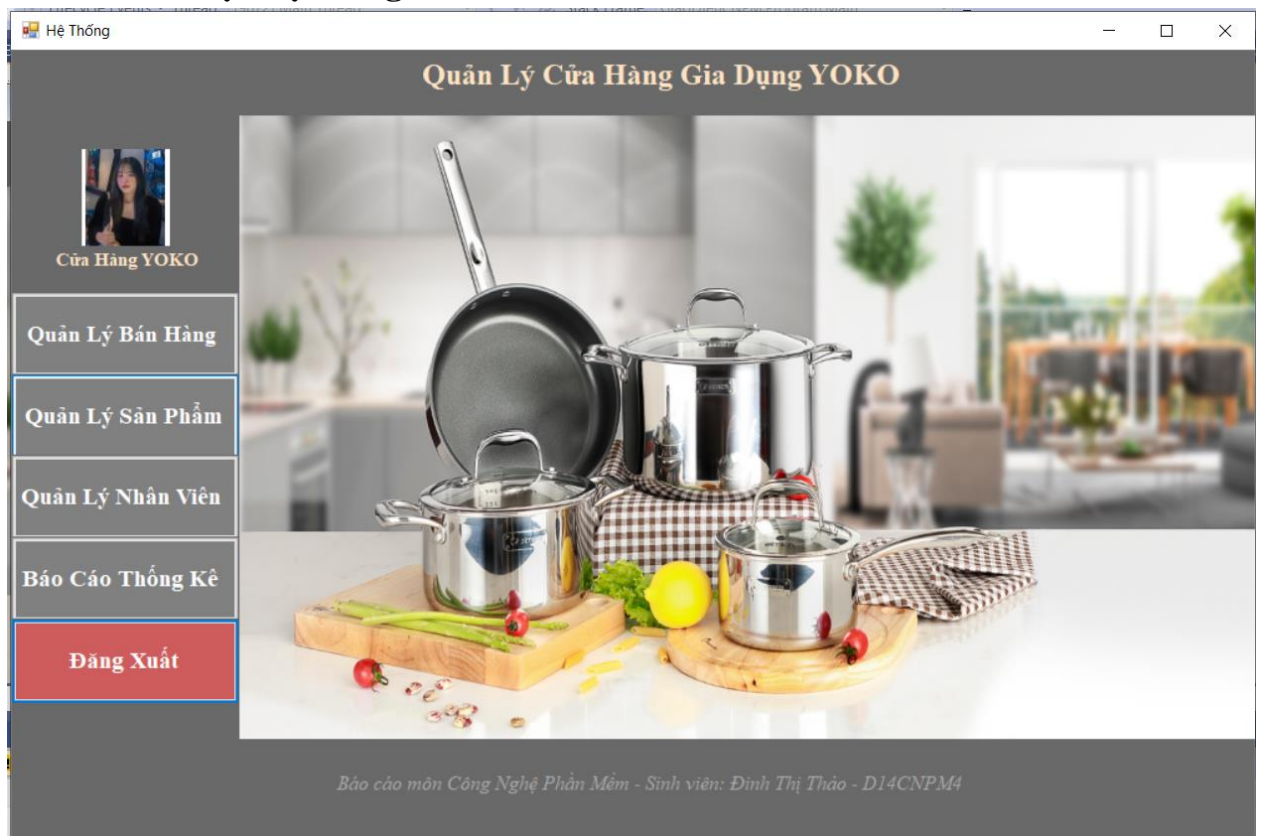 Hệ Thống
Quản Lý Cửa Hàng Gia Dụng YOKO
Cửa Hàng YOKO
Quản Lý Bán Hàng
Quản Lý Sản Phẩm
Quản Lý Nhân Viên
Báo Cáo Thống Kê
Đăng Xuất
Báo cáo môn Công Nghệ Phần Mềm - Sinh viên: Đinh Thị Thảo - D14CNPM4